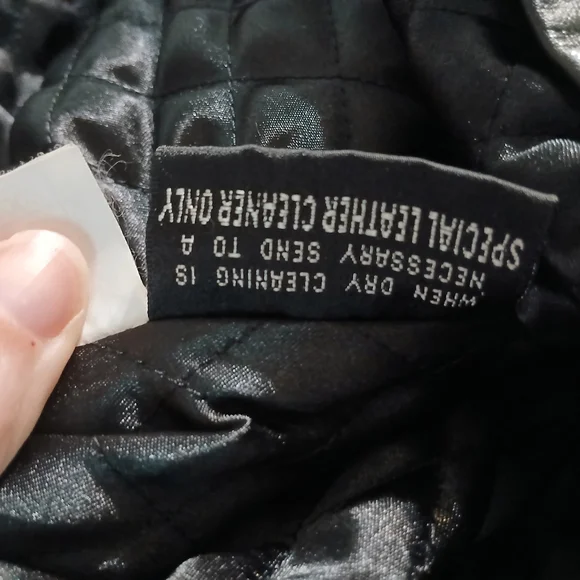 WHEN DRY CLEANING IS
NECESSARY SEND TO A
SPECIAL LEATHER CLEANER ONLY